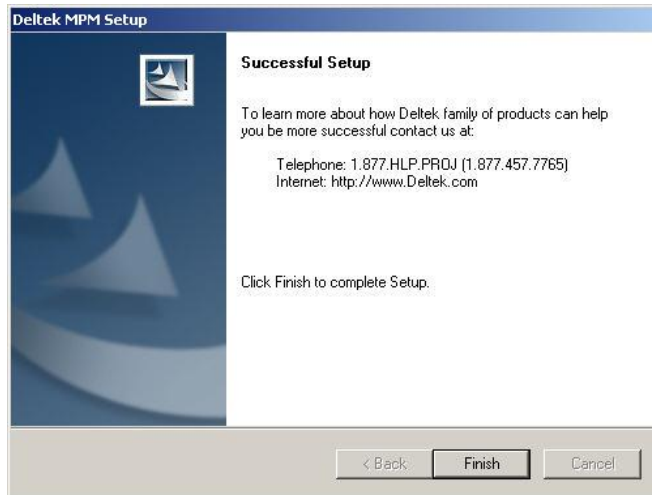 Deltek MPM Setup
Successful Setup
To learn more about how Deltek family of products can help
you be more successful contact us at:
Telephone: 1.877.HLP.PROJ (1.877.457.7765)
Internet: http://www.Deltek.com
Click Finish to complete Setup.
< Back
Finish
Cancel